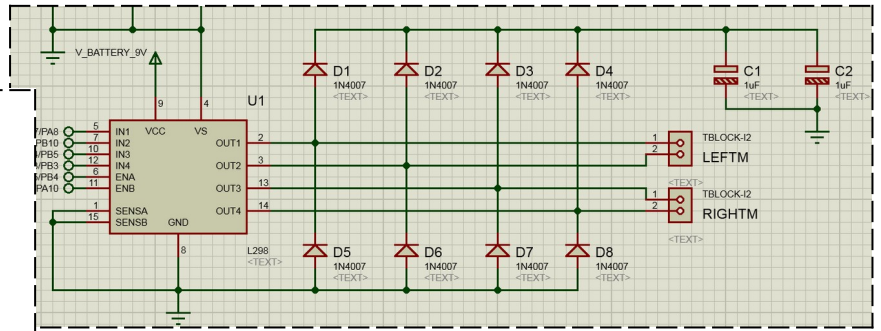 V_BATTERY_9V
U1
9
4
VCC
VS
7/PA8
5
IN1
PB10
7
IN2
/PB5
10
IN3
/PB3
12
IN4
/PB4
6
ENA
PA10
11
ENB
1
SENSA
15
SENSB
GND
8
OUT1
2
OUT2
3
OUT3
13
OUT4
14
L298
<TEXT>
D1
1N4007
<TEXT>
D2
1N4007
<TEXT>
D3
1N4007
<TEXT>
D4
1N4007
<TEXT>
C1
1uF
<TEXT>
C2
1uF
<TEXT>
1
2
TBLOCK-I2
LEFTM
<TEXT>
1
2
TBLOCK-I2
RIGHTM
<TEXT>
D5
1N4007
<TEXT>
D6
1N4007
<TEXT>
D7
1N4007
<TEXT>
D8
1N4007
<TEXT>